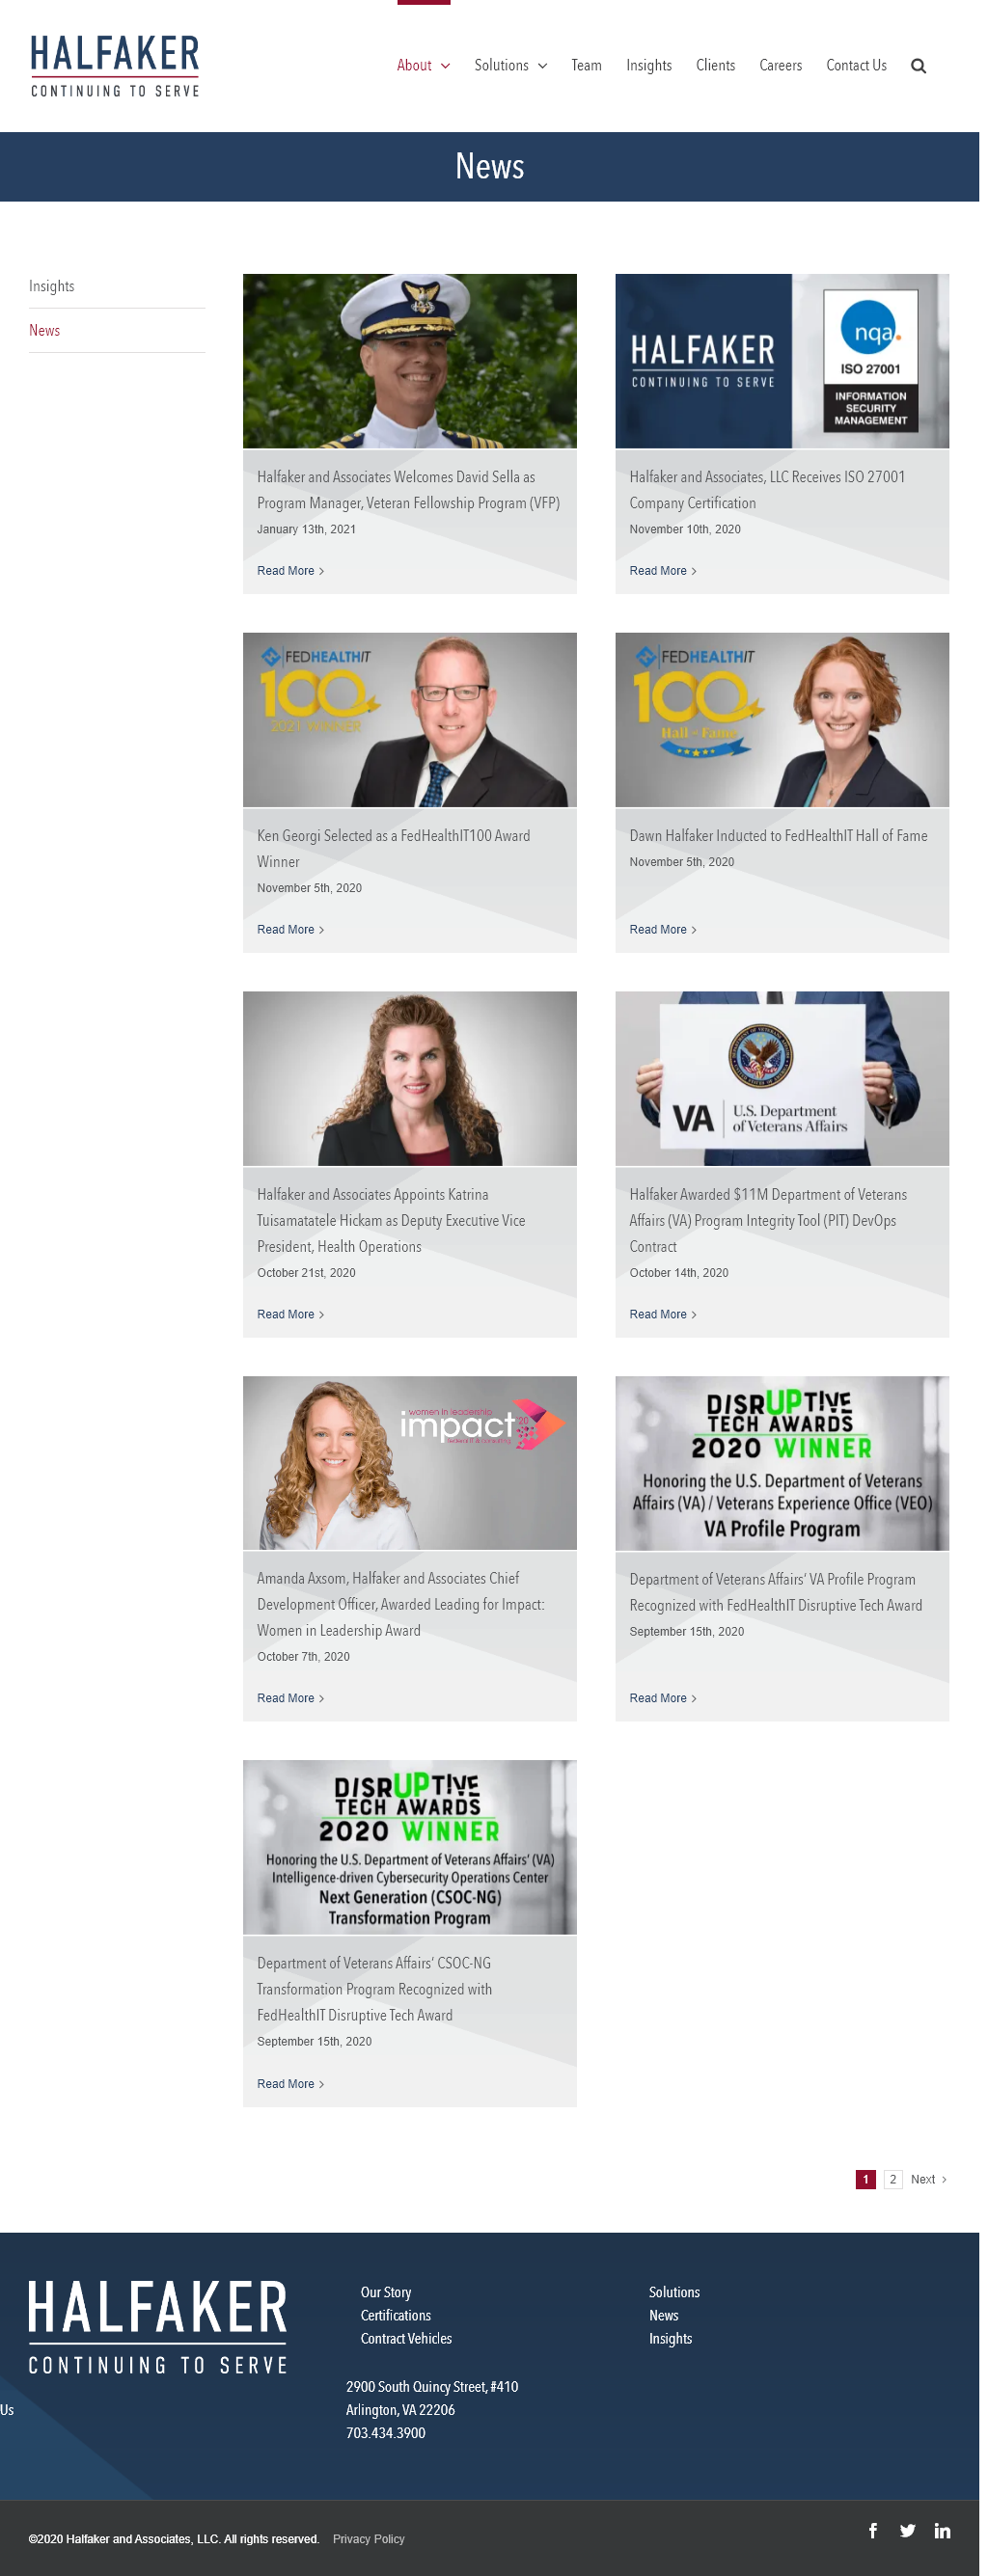 HALFAKER
CONTINUING TO SERVE
About
Solutions
Team
Insights
Clients
Careers
Contact Us
News
Insights
News
HALFAKER
CONTINUING TO SERVE
nqa.
ISO 27001
INFORMATION
SECURITY
MANAGEMENT
Halfaker and Associates Welcomes David Sella as
Program Manager, Veteran Fellowship Program (VFP)
January 13th, 2021
Read More >
Halfaker and Associates, LLC Receives ISO 27001
Company Certification
November 10th, 2020
Read More >
FEDHEALTHIT
100
2021 WINNER
FEDHEALTHIT
100
Hall - Fame
Ken Georgi Selected as a FedHealthIT100 Award
Winner
November 5th, 2020
Read More >
Dawn Halfaker Inducted to FedHealthIT Hall of Fame
November 5th, 2020
Read More >
VA
U.S. Department
of Veterans Affairs
Halfaker and Associates Appoints Katrina
Tuisamatatele Hickam as Deputy Executive Vice
President, Health Operations
October 21st, 2020
Read More >
Halfaker Awarded $11M Department of Veterans
Affairs (VA) Program Integrity Tool (PIT) DevOps
Contract
October 14th, 2020
Read More >
women in leadership
impact
20
20
federal IT & consulting
DISRUPTIVE
TECH AWARDS
2020 WINNER
Honoring the U.S. Department of Veterans
Affairs (VA) / Veterans Experience Office (VEO)
VA Profile Program
Amanda Axsom, Halfaker and Associates Chief
Development Officer, Awarded Leading for Impact:
Women in Leadership Award
October 7th, 2020
Read More >
Department of Veterans Affairs’ VA Profile Program
Recognized with FedHealthIT Disruptive Tech Award
September 15th, 2020
Read More >
DISRUPTIVE
TECH AWARDS
2020 WINNER
Honoring the U.S. Department of Veterans Affairs' (VA)
Intelligence-driven Cybersecurity Operations Center
Next Generation (CSOC-NG)
Transformation Program
Department of Veterans Affairs’ CSOC-NG
Transformation Program Recognized with
FedHealthIT Disruptive Tech Award
September 15th, 2020
Read More >
1 2 Next >
HALFAKER
CONTINUING TO SERVE
Our Story
Certifications
Contract Vehicles
Solutions
News
Insights
Us
2900 South Quincy Street, #410
Arlington, VA 22206
703.434.3900
©2020 Halfaker and Associates, LLC. All rights reserved. Privacy Policy